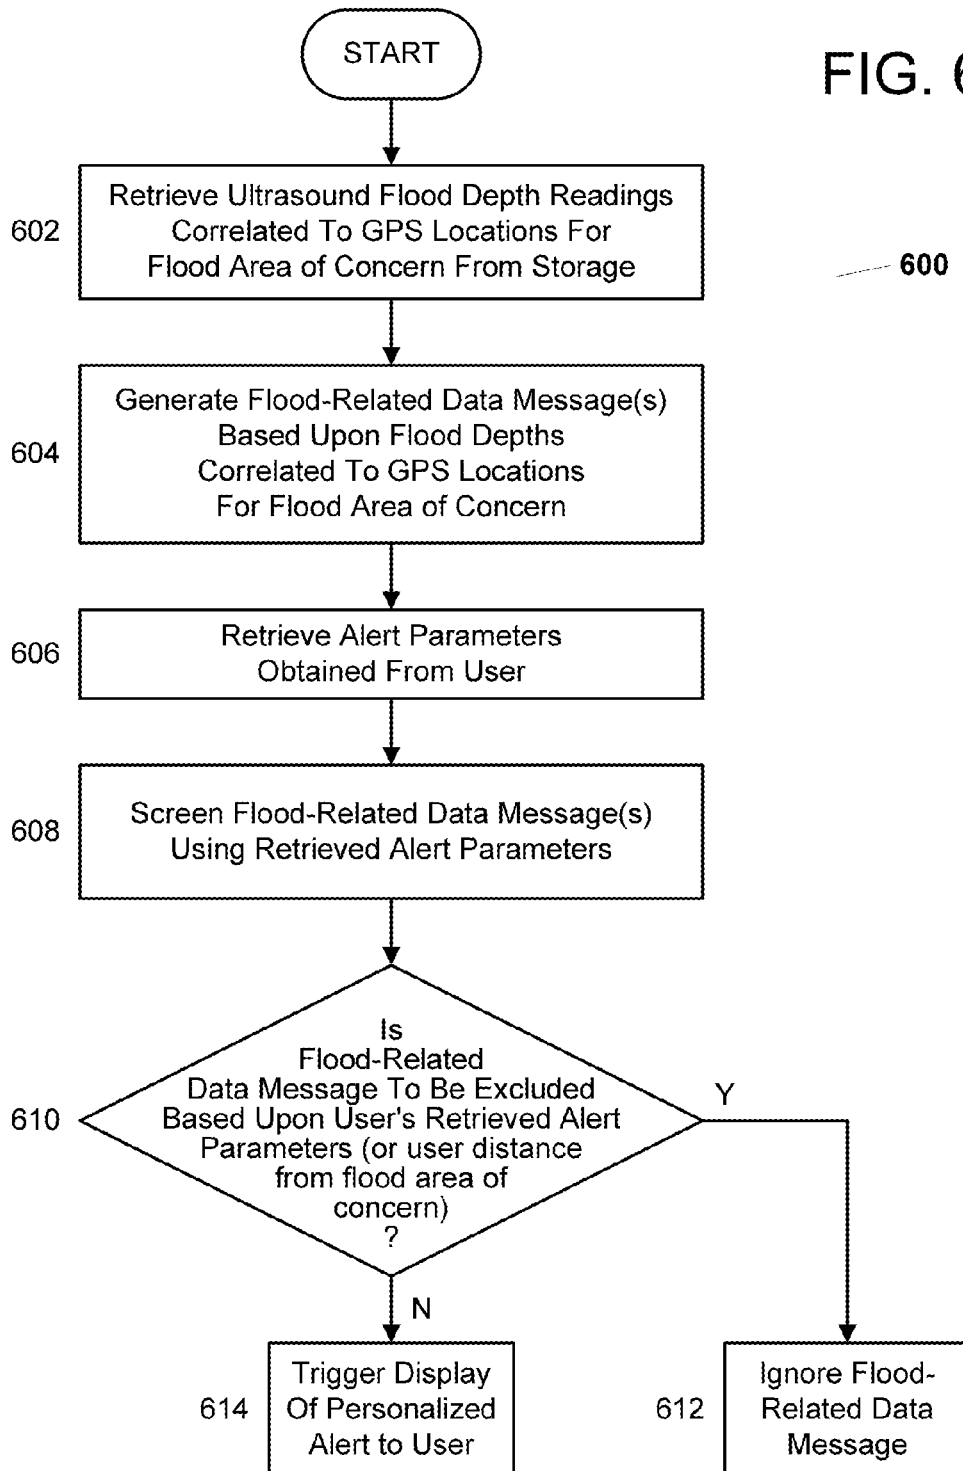 START
FIG. 6
602
Retrieve Ultrasound Flood Depth Readings
Correlated To GPS Locations For
Flood Area of Concern From Storage
600
604
Generate Flood-Related Data Message(s)
Based Upon Flood Depths
Correlated To GPS Locations
For Flood Area of Concern
606
Retrieve Alert Parameters
Obtained From User
608
Screen Flood-Related Data Message(s)
Using Retrieved Alert Parameters
610
Is
Flood-Related
Data Message To Be Excluded
Based Upon User's Retrieved Alert
Parameters (or user distance
from flood area of
concern)
?
Y
N
614
Trigger Display
Of Personalized
Alert to User
612
Ignore Flood-
Related Data
Message